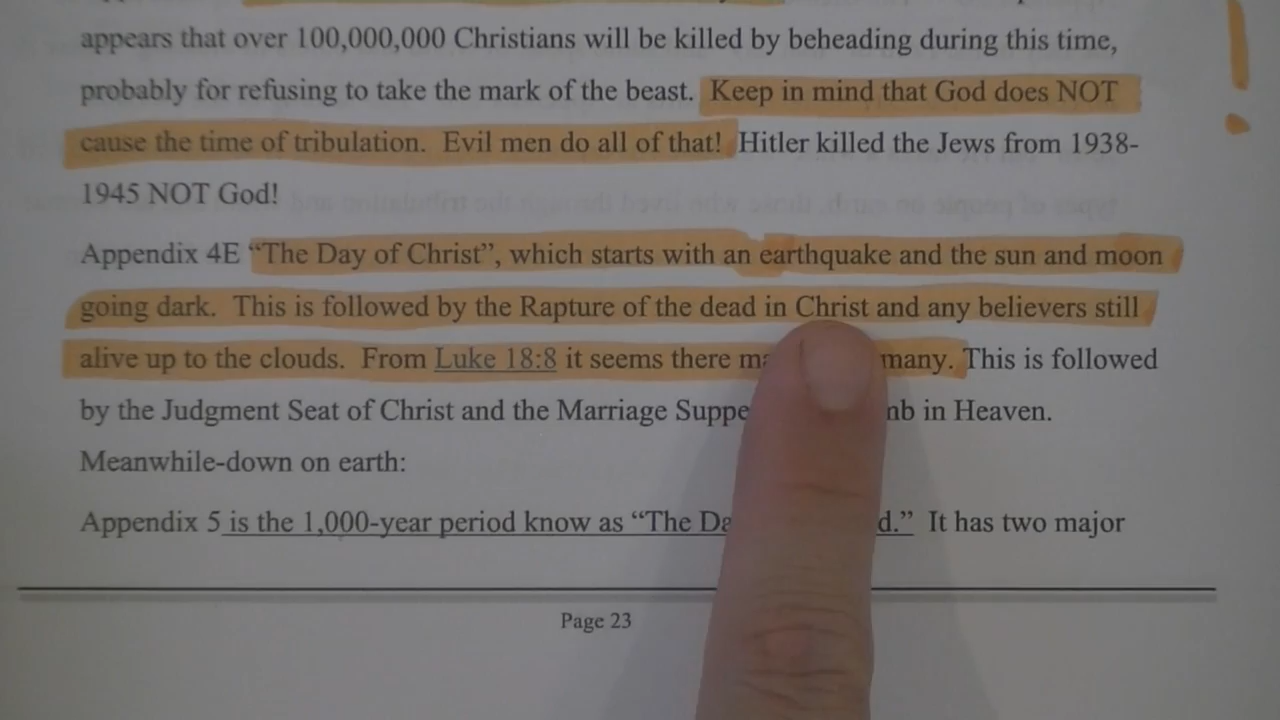 appears that over 100,000,000 Christians will be killed by beheading during this time,
probably for refusing to take the mark of the beast. Keep in mind that God does NOT
cause the time of tribulation. Evil men do all of that! Hitler killed the Jews from 1938-
1945 NOT God!
Appendix 4E “The Day of Christ”, which starts with an earthquake and the sun and moon
going dark. This is followed by the Rapture of the dead in Christ and any believers still
alive up to the clouds. From Luke 18:8 it seems there many. This is followed
by the Judgment Seat of Christ and the Marriage in Heaven.
Meanwhile-down on earth:
Appendix 5 is the 1,000-year period know as “The It has two major
Page 23